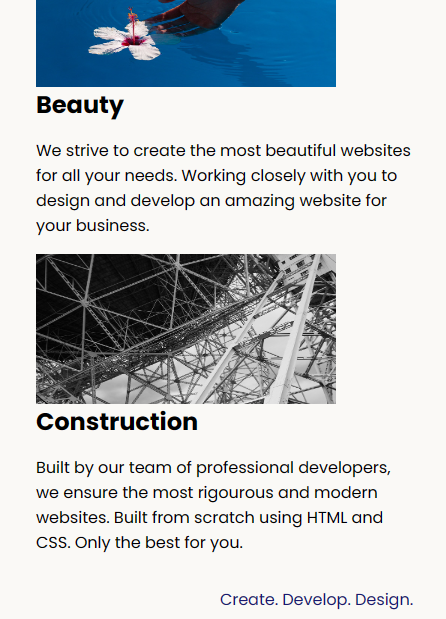 Beauty
We strive to create the most beautiful websites
for all your needs. Working closely with you to
design and develop an amazing website for
your business.
Construction
Built by our team of professional developers,
we ensure the most rigourous and modern
websites. Built from scratch using HTML and
CSS. Only the best for you.
Create. Develop. Design.